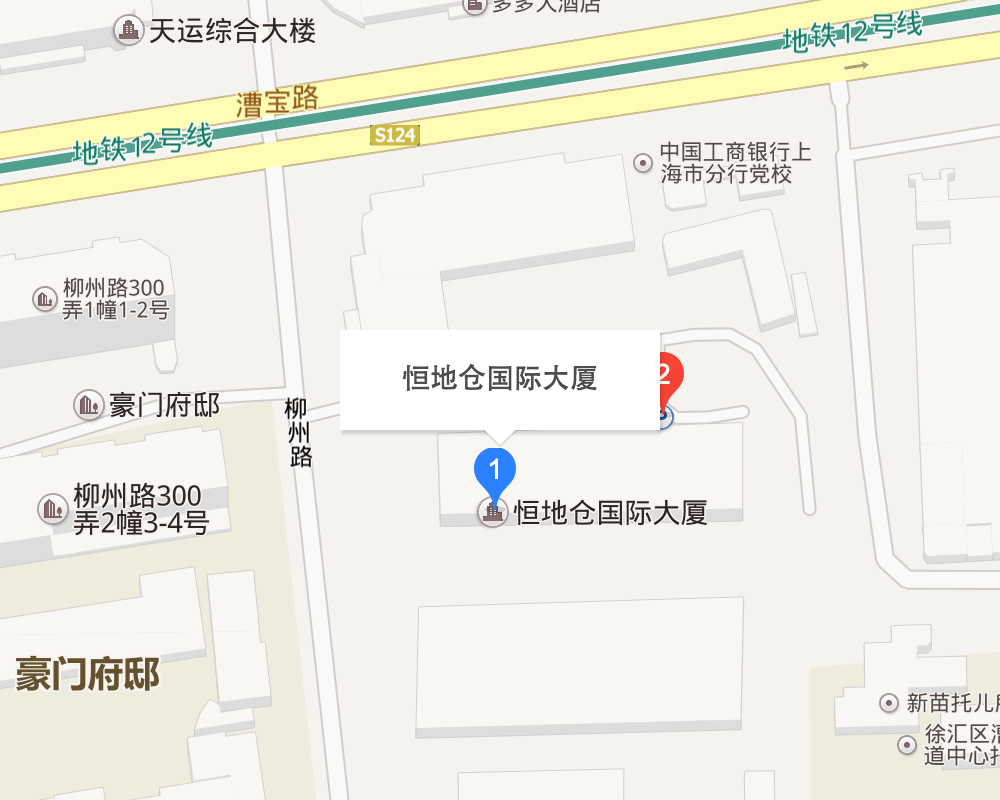 多多大酒店
天运综合大楼
地铁12号线
漕宝路
地铁12号线
S124
中国工商银行上
海市分行党校
柳州路300
弄1幢1-2号
恒地仓国际大厦
2
豪门府邸
柳州路
1
柳州路300
弄2幢3-4号
恒地仓国际大厦
豪门府邸
新苗托儿
徐汇区漕
道中心